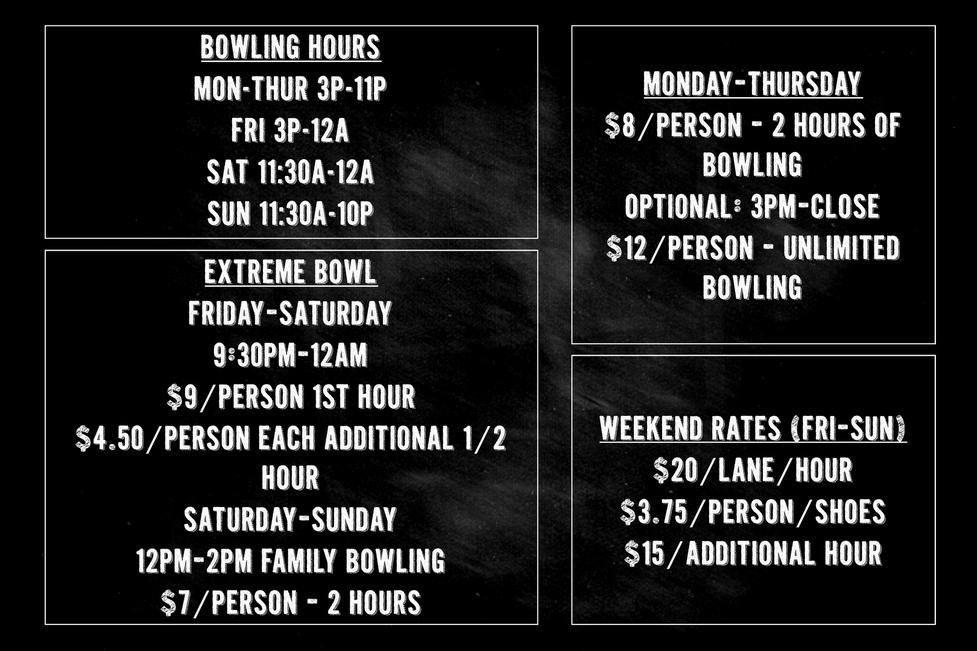 BOWLING HOURS
MON-THUR 3P-11P
FRI 3P-12A
SAT 11:30A-12A
SUN 11:30A-10P
EXTREME BOWL
FRIDAY-SATURDAY
9:30PM-12AM
$9/PERSON 1ST HOUR
$4.50/PERSON EACH ADDITIONAL 1/2
HOUR
SATURDAY-SUNDAY
12PM-2PM FAMILY BOWLING
$7/PERSON - 2 HOURS
MONDAY-THURSDAY
$8/PERSON - 2 HOURS OF
BOWLING
OPTIONAL: 3PM-CLOSE
$12/PERSON - UNLIMITED
BOWLING
WEEKEND RATES (FRI-SUN)
$20/LANE/HOUR
$3.75/PERSON/SHOES
$15/ADDITIONAL HOUR